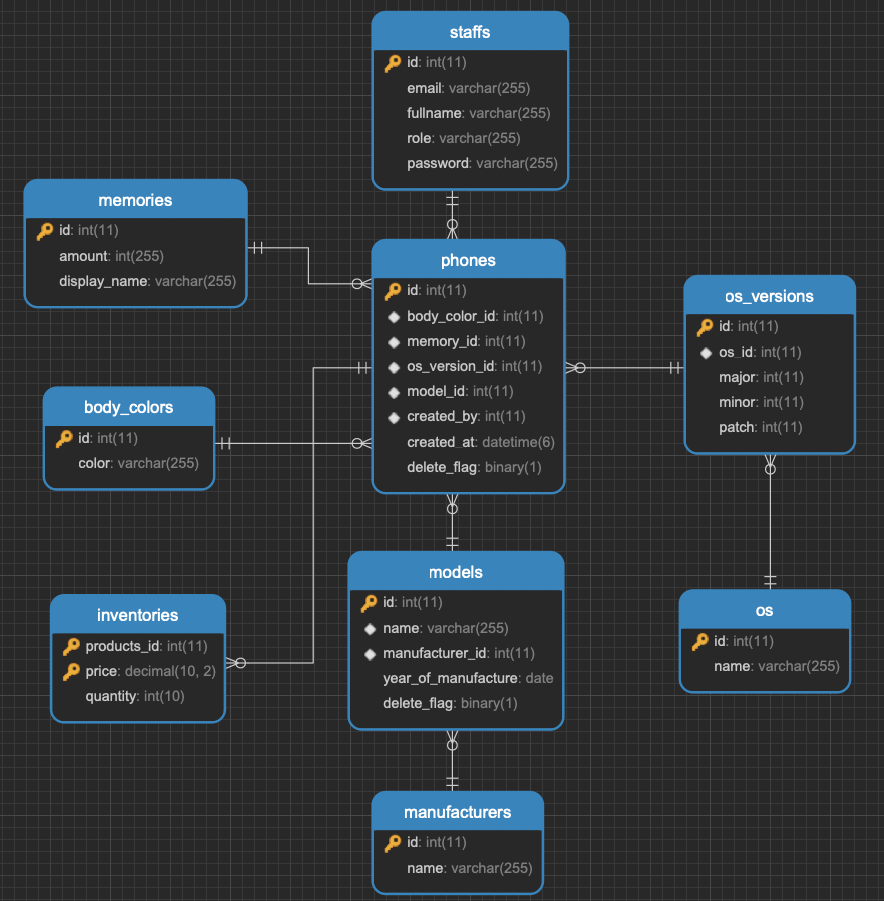 staffs
id: int(11)
email: varchar(255)
fullname: varchar(255)
role: varchar(255)
password: varchar(255)
memories
id: int(11)
amount: int(255)
display_name: varchar(255)
phones
id: int(11)
body_color_id: int(11)
memory_id: int(11)
os_version_id: int(11)
model_id: int(11)
created_by: int(11)
created_at: datetime(6)
delete_flag: binary(1)
os_versions
id: int(11)
os_id: int(11)
major: int(11)
minor: int(11)
patch: int(11)
body_colors
id: int(11)
color: varchar(255)
models
id: int(11)
name: varchar(255)
manufacturer_id: int(11)
year_of_manufacture: date
delete_flag: binary(1)
os
id: int(11)
name: varchar(255)
inventories
products_id: int(11)
price: decimal(10, 2)
quantity: int(10)
manufacturers
id: int(11)
name: varchar(255)